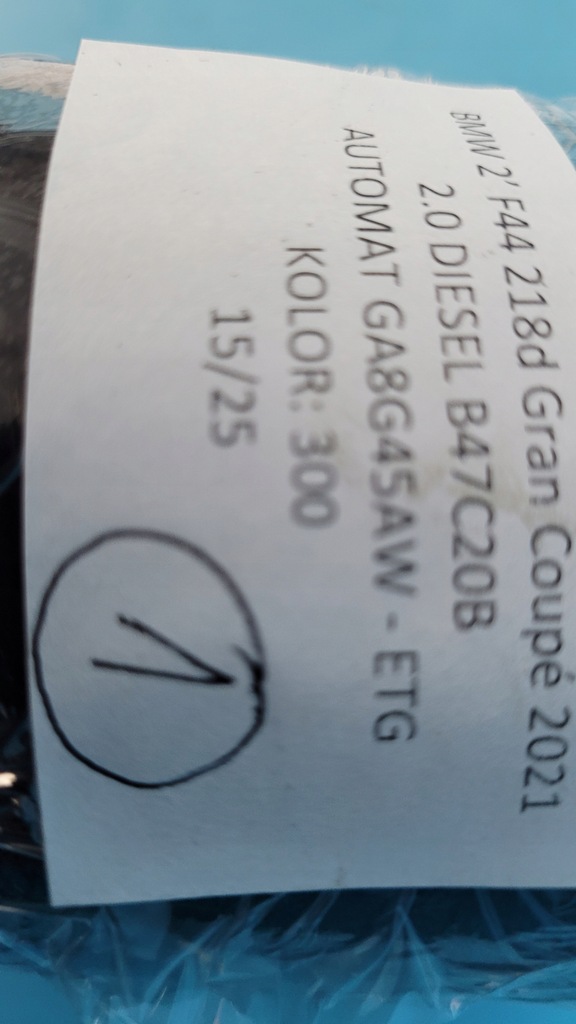 BMW 2' F44 218d Gran Coupé 2021
2.0 DIESEL B47C20B
AUTOMAT GA8G45AW - ETG
KOLOR: 300
15/25
1